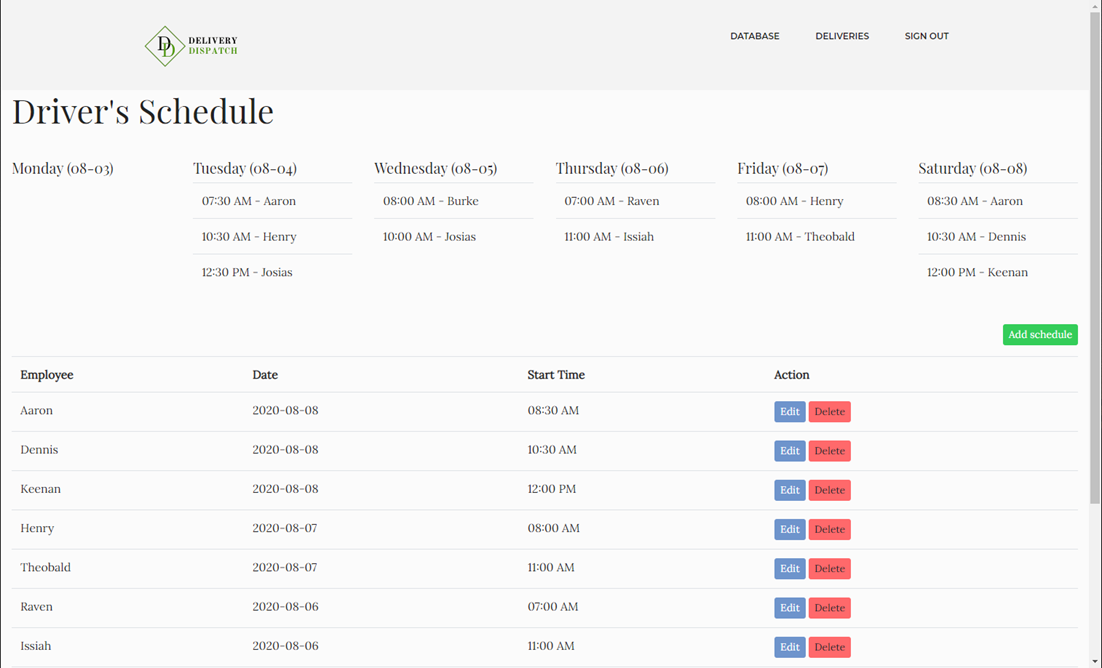 DD DELIVERY
DISPATCH
DATABASE DELIVERIES SIGN OUT
Driver's Schedule
Monday (08-03) Tuesday (08-04) Wednesday (08-05) Thursday (08-06) Friday (08-07) Saturday (08-08)
07:30 AM - Aaron 08:00 AM - Burke 07:00 AM - Raven 08:00 AM - Henry 08:30 AM - Aaron
10:30 AM - Henry 10:00 AM - Josias 11:00 AM - Issiah 11:00 AM - Theobald 10:30 AM - Dennis
12:30 PM - Josias 12:00 PM - Keenan
Add schedule
Employee Date Start Time Action
Aaron 2020-08-08 08:30 AM Edit Delete
Dennis 2020-08-08 10:30 AM Edit Delete
Keenan 2020-08-08 12:00 PM Edit Delete
Henry 2020-08-07 08:00 AM Edit Delete
Theobald 2020-08-07 11:00 AM Edit Delete
Raven 2020-08-06 07:00 AM Edit Delete
Issiah 2020-08-06 11:00 AM Edit Delete